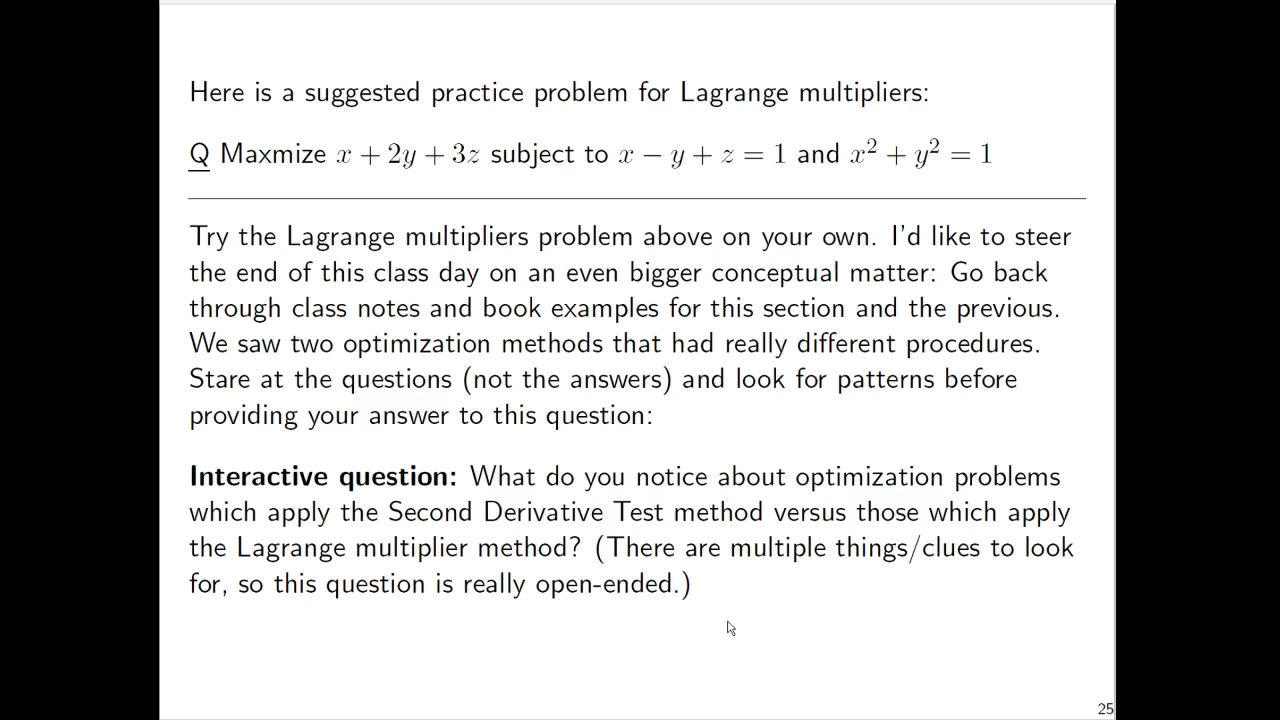 Here is a suggested practice problem for Lagrange multipliers:
Q Maxmize x + 2y + 3z subject to x − y + z = 1 and x² + y² = 1
Try the Lagrange multipliers problem above on your own. I'd like to steer
the end of this class day on an even bigger conceptual matter: Go back
through class notes and book examples for this section and the previous.
We saw two optimization methods that had really different procedures.
Stare at the questions (not the answers) and look for patterns before
providing your answer to this question:
Interactive question: What do you notice about optimization problems
which apply the Second Derivative Test method versus those which apply
the Lagrange multiplier method? (There are multiple things/clues to look
for, so this question is really open-ended.)
25